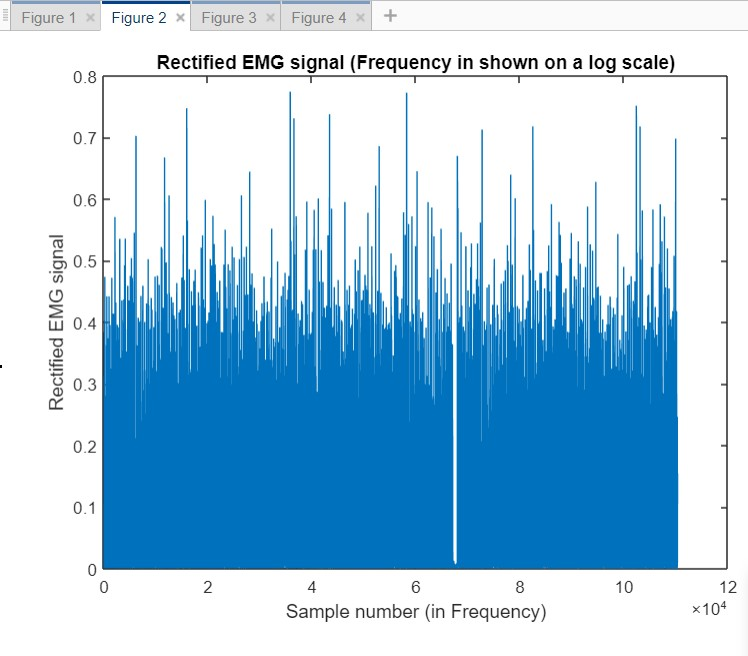 Figure 1 × Figure 2 × Figure 3 × Figure 4 × +
Rectified EMG signal (Frequency in shown on a log scale)
0.8
0.7
0.6
0.5
0.4
0.3
0.2
0.1
0
Rectified EMG signal
0 2 4 6 8 10 12
×10⁴
Sample number (in Frequency)